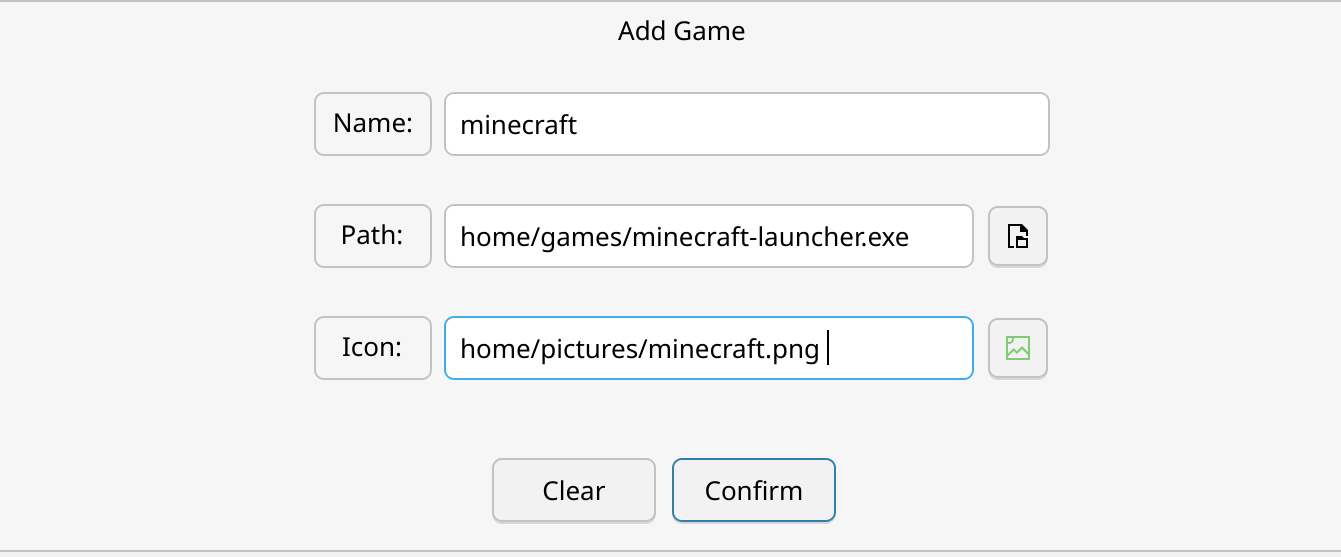 Add Game
Name: minecraft
Path: home/games/minecraft-launcher.exe
Icon: home/pictures/minecraft.png
Clear Confirm